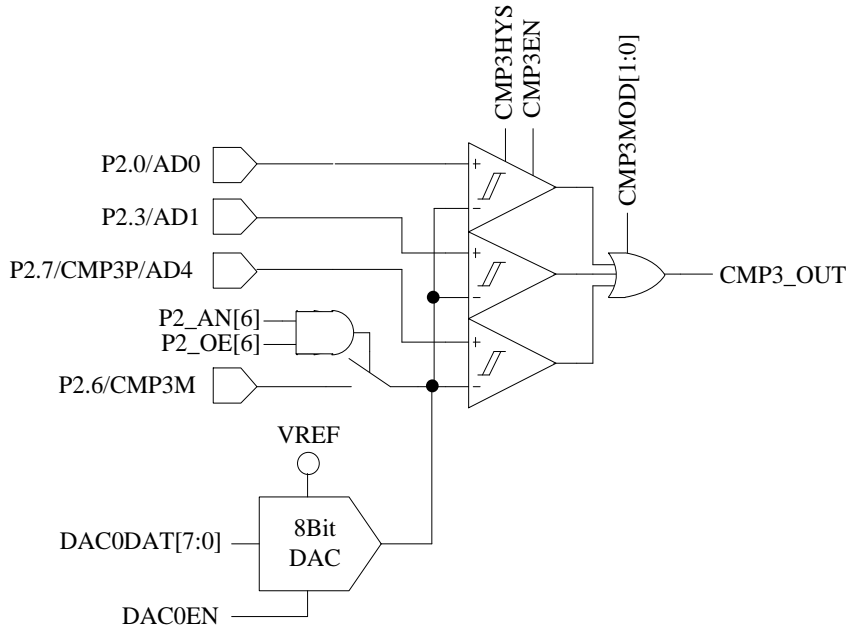 CMP3HYS
CMP3EN
CMP3MOD[1:0]
P2.0/AD0
+
-
P2.3/AD1
+
-
P2.7/CMP3P/AD4
+
-
CMP3_OUT
P2_AN[6]
P2_OE[6]
P2.6/CMP3M
VREF
8Bit
DAC
DAC0DAT[7:0]
DAC0EN